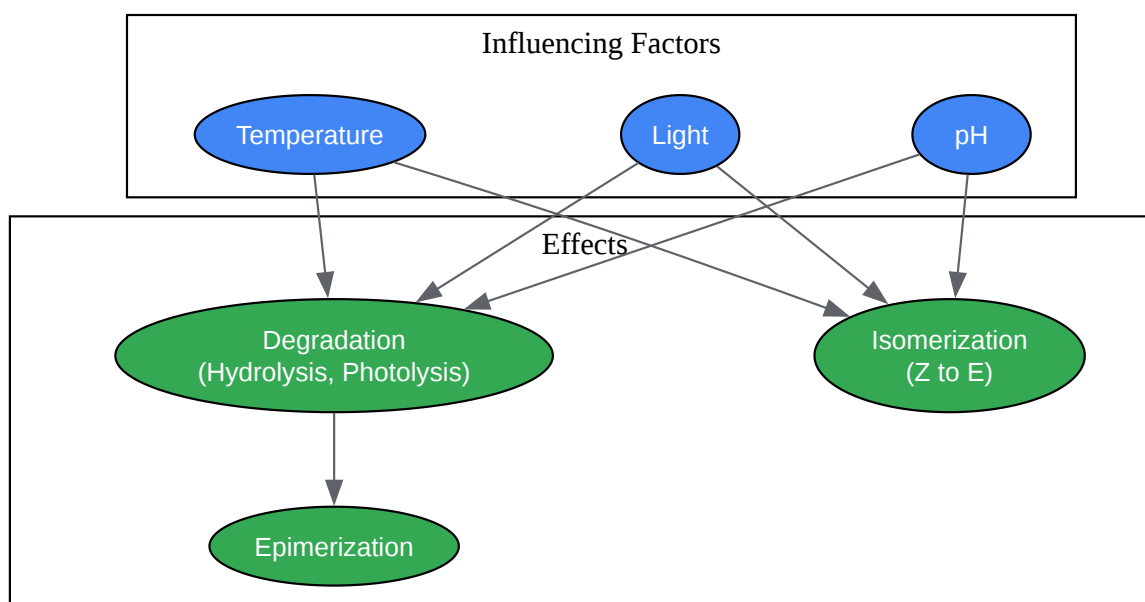 Influencing Factors
Temperature
Light
pH
Effects
Degradation
(Hydrolysis, Photolysis)
Isomerization
(Z to E)
Epimerization